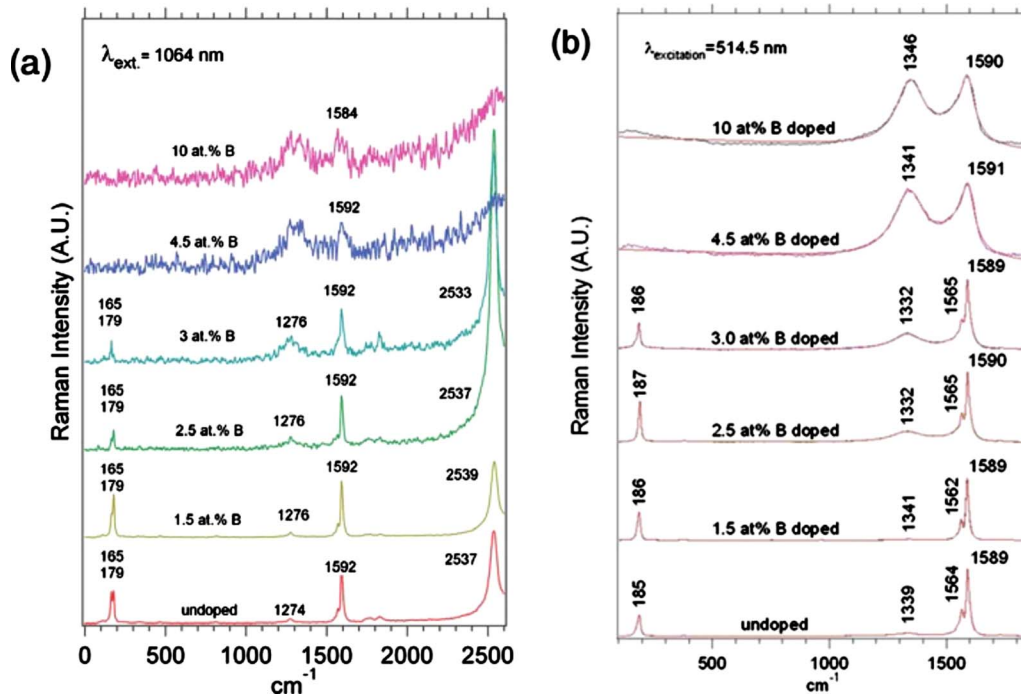 (a)
λext. = 1064 nm
1584
10 at.% B
1592
4.5 at.% B
165
179
1276
1592
2533
3 at.% B
165
179
1276
1592
2537
2.5 at.% B
165
179
1276
1592
2539
1.5 at.% B
165
179
1274
1592
2537
undoped
0 500 1000 1500 2000 2500
cm-1
Raman Intensity (A.U.)
(b)
λexcitation=514.5 nm
1346
1590
10 at% B doped
1341
1591
4.5 at% B doped
186
1332
1565
1589
3.0 at% B doped
187
1332
1565
1590
2.5 at% B doped
186
1341
1562
1589
1.5 at% B doped
185
1339
1564
1589
undoped
500 1000 1500
cm-1
Raman Intensity (A.U.)